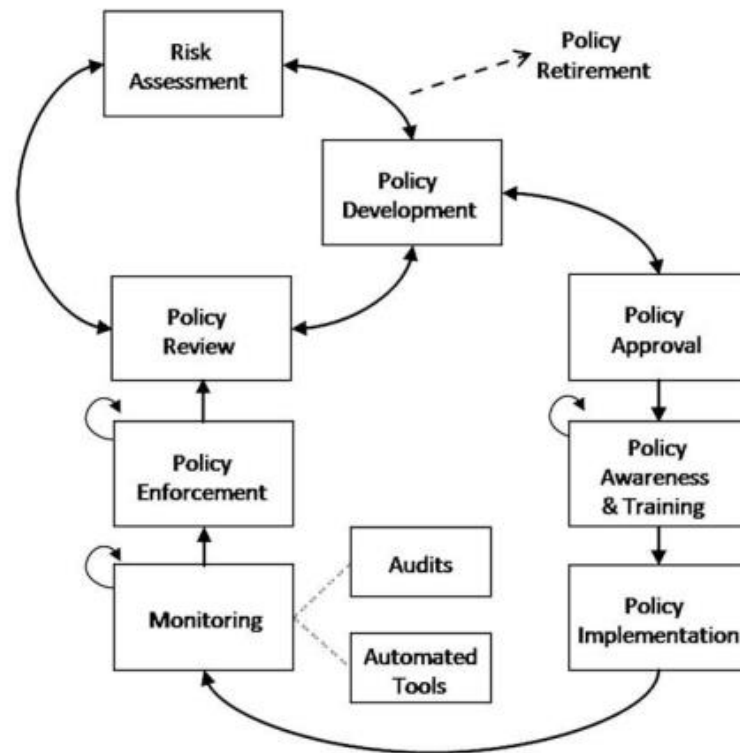 Risk
Assessment
Policy
Retirement
Policy
Development
Policy
Review
Policy
Approval
Policy
Enforcement
Policy
Awareness
& Training
Monitoring
Audits
Automated
Tools
Policy
Implementation